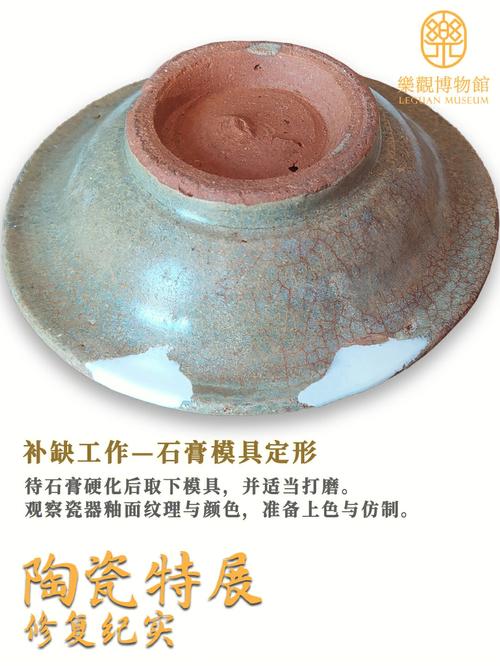 樂觀博物館
LEGUAN MUSEUM
补缺工作—石膏模具定形
待石膏硬化后取下模具，并适当打磨。
观察瓷器釉面纹理与颜色，准备上色与仿制。
陶瓷特展
修复纪实